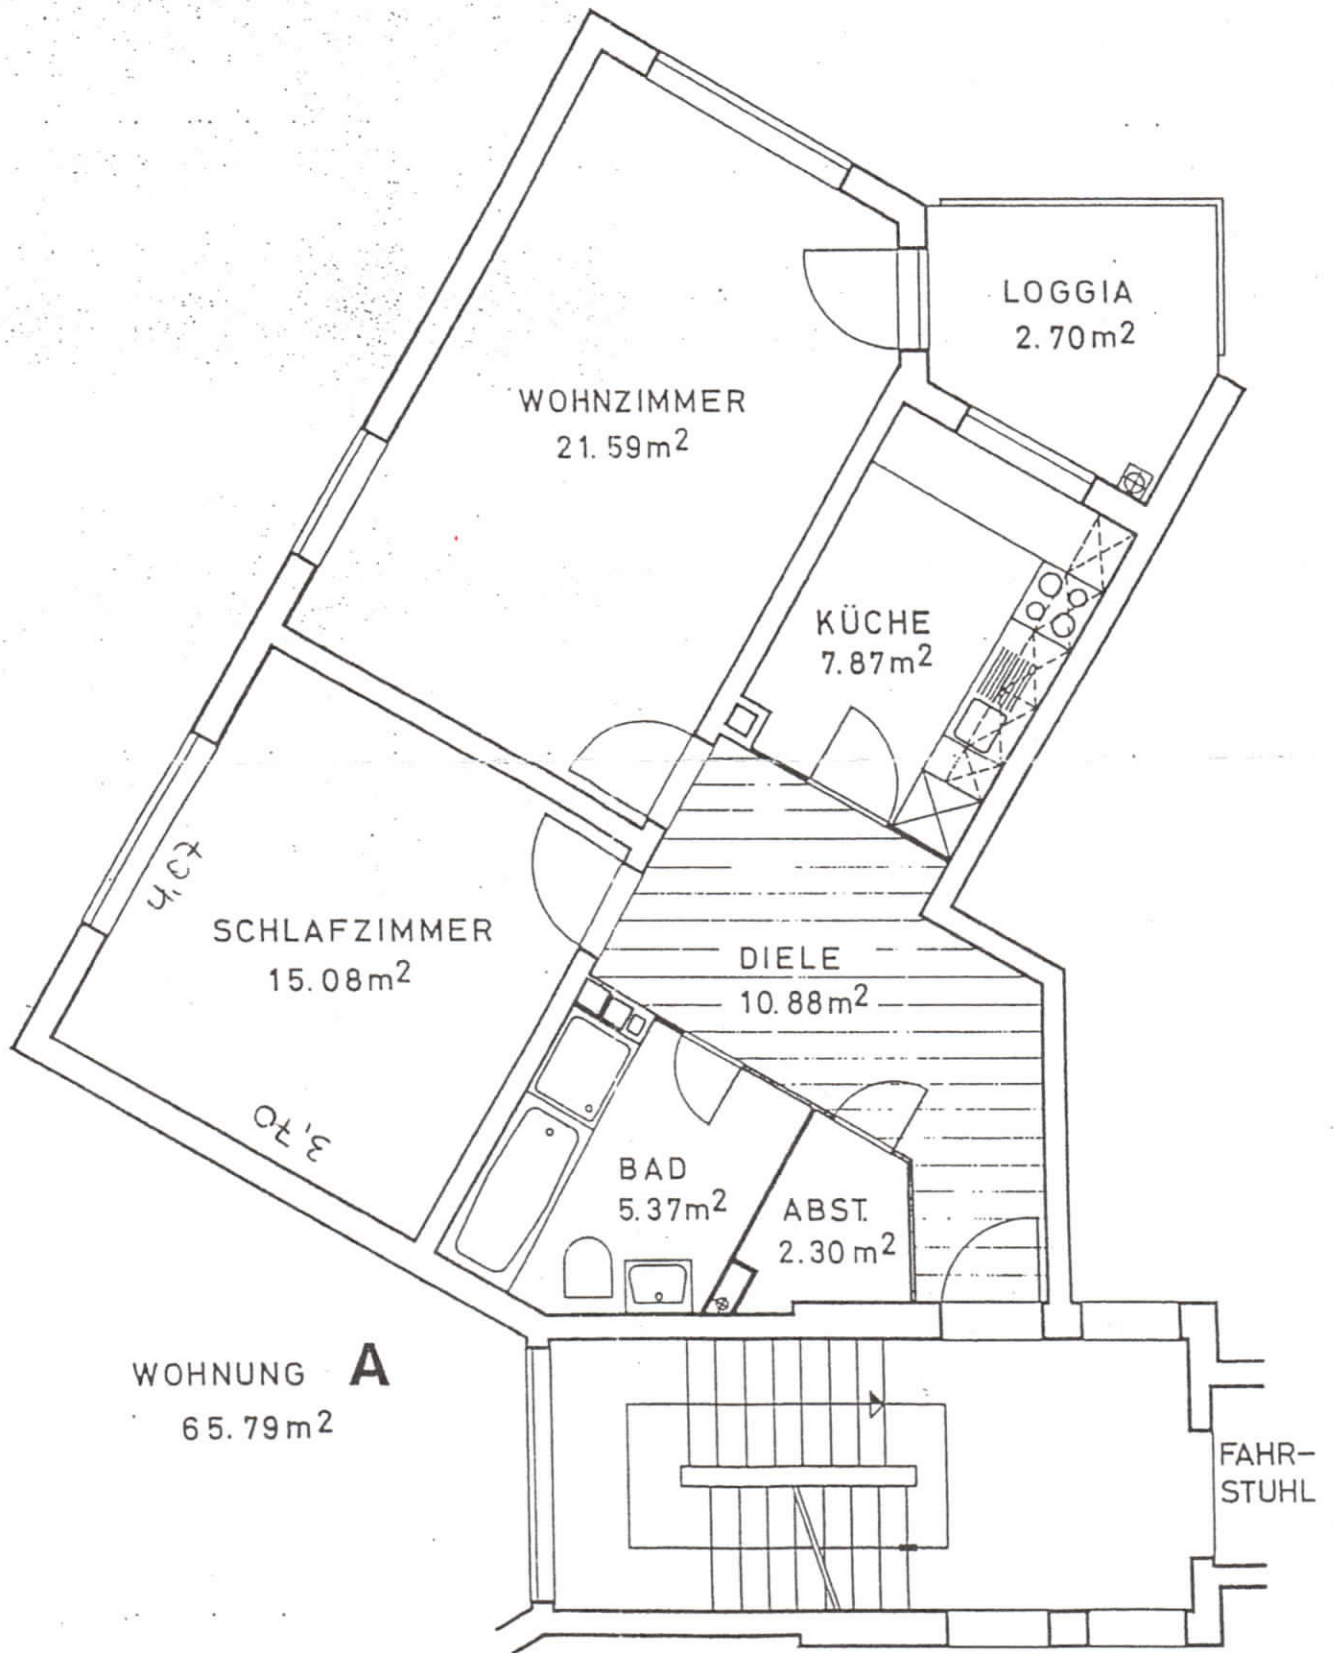 LOGGIA
2.70m²
WOHNZIMMER
21.59m²
KÜCHE
7.87m²
4,07
SCHLAFZIMMER
15.08m²
DIELE
10.88m²
3,70
BAD
5.37m²
ABST.
2.30m²
WOHNUNG A
65.79m²
FAHR-
STUHL